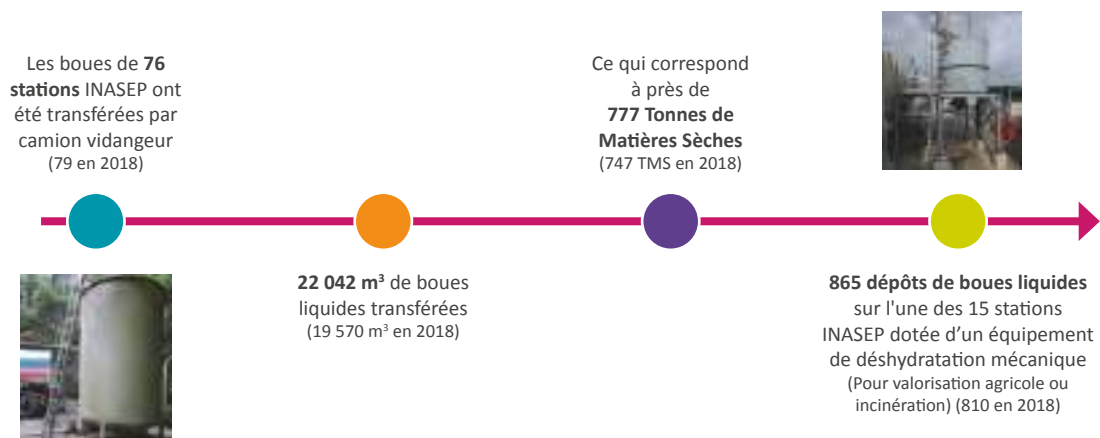 Les boues de 76
stations INASEP ont
été transférées par
camion vidangeur
(79 en 2018)
22 042 m³ de boues
liquides transférées
(19 570 m³ en 2018)
Ce qui correspond
à près de
777 Tonnes de
Matières Sèches
(747 TMS en 2018)
865 dépôts de boues liquides
sur l'une des 15 stations
INASEP dotée d’un équipement
de déshydratation mécanique
(Pour valorisation agricole ou
incinération) (810 en 2018)